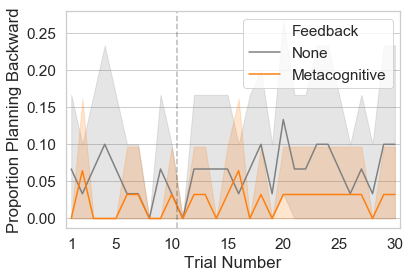 Proportion Planning Backward
0.25
0.20
0.15
0.10
0.05
0.00
Feedback
None
Metacognitive
1 5 10 15 20 25 30
Trial Number